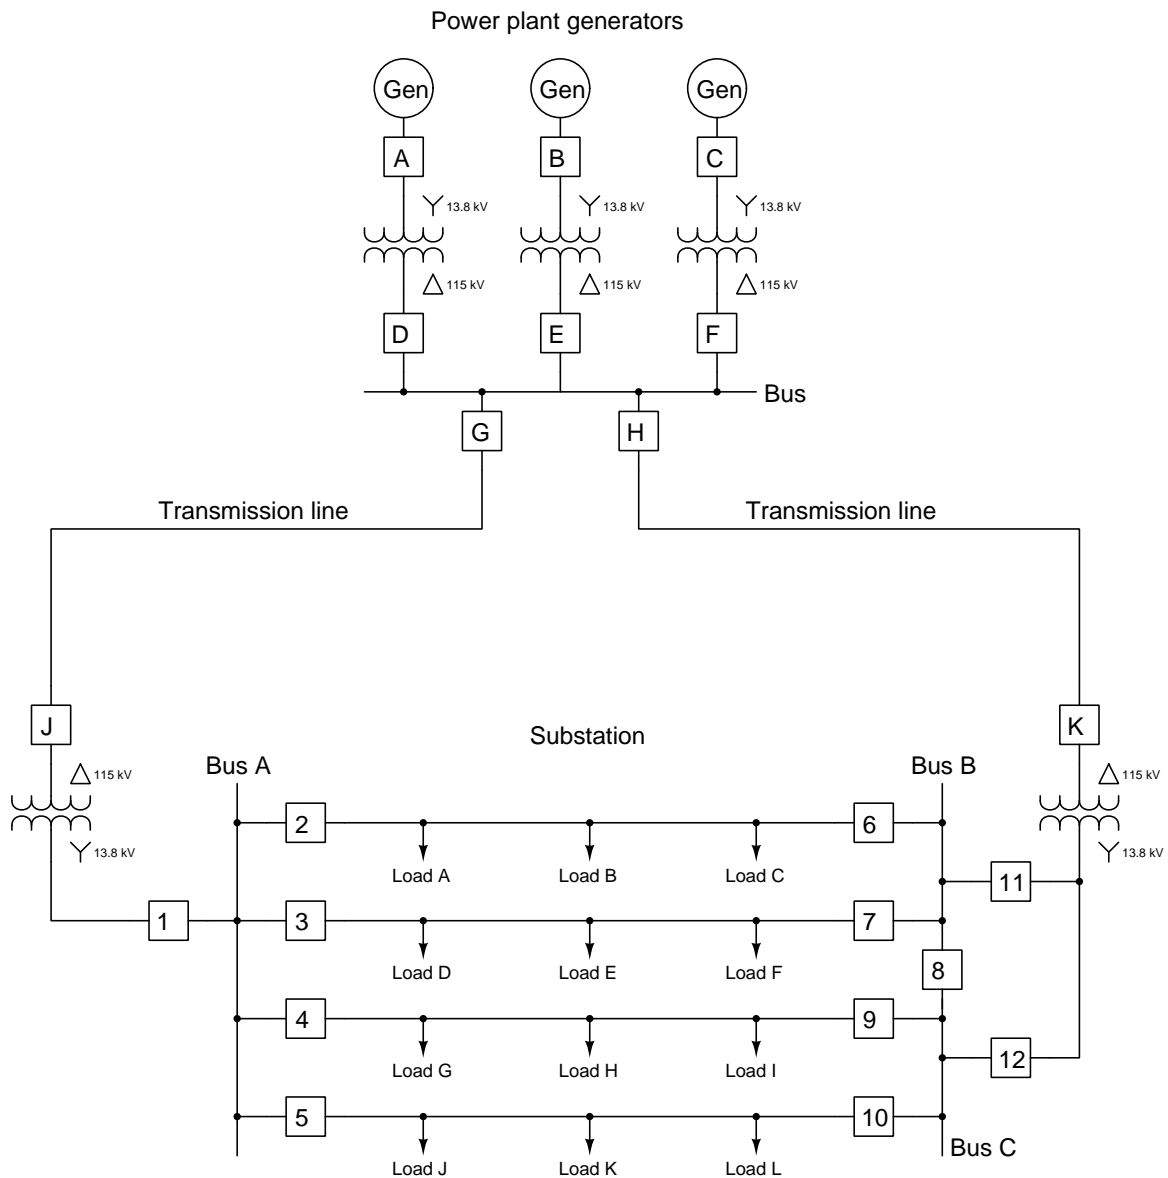 Power plant generators
Gen Gen Gen
A B C
13.8 kV 13.8 kV 13.8 kV
115 kV 115 kV 115 kV
D E F
Bus
G H
Transmission line Transmission line
J K
Substation
Bus A Bus B
115 kV 115 kV
2 6
13.8 kV 13.8 kV
Load A Load B Load C
11
1 3 7
Load D Load E Load F
8
4 9
12
Load G Load H Load I
5 10
Bus C
Load J Load K Load L